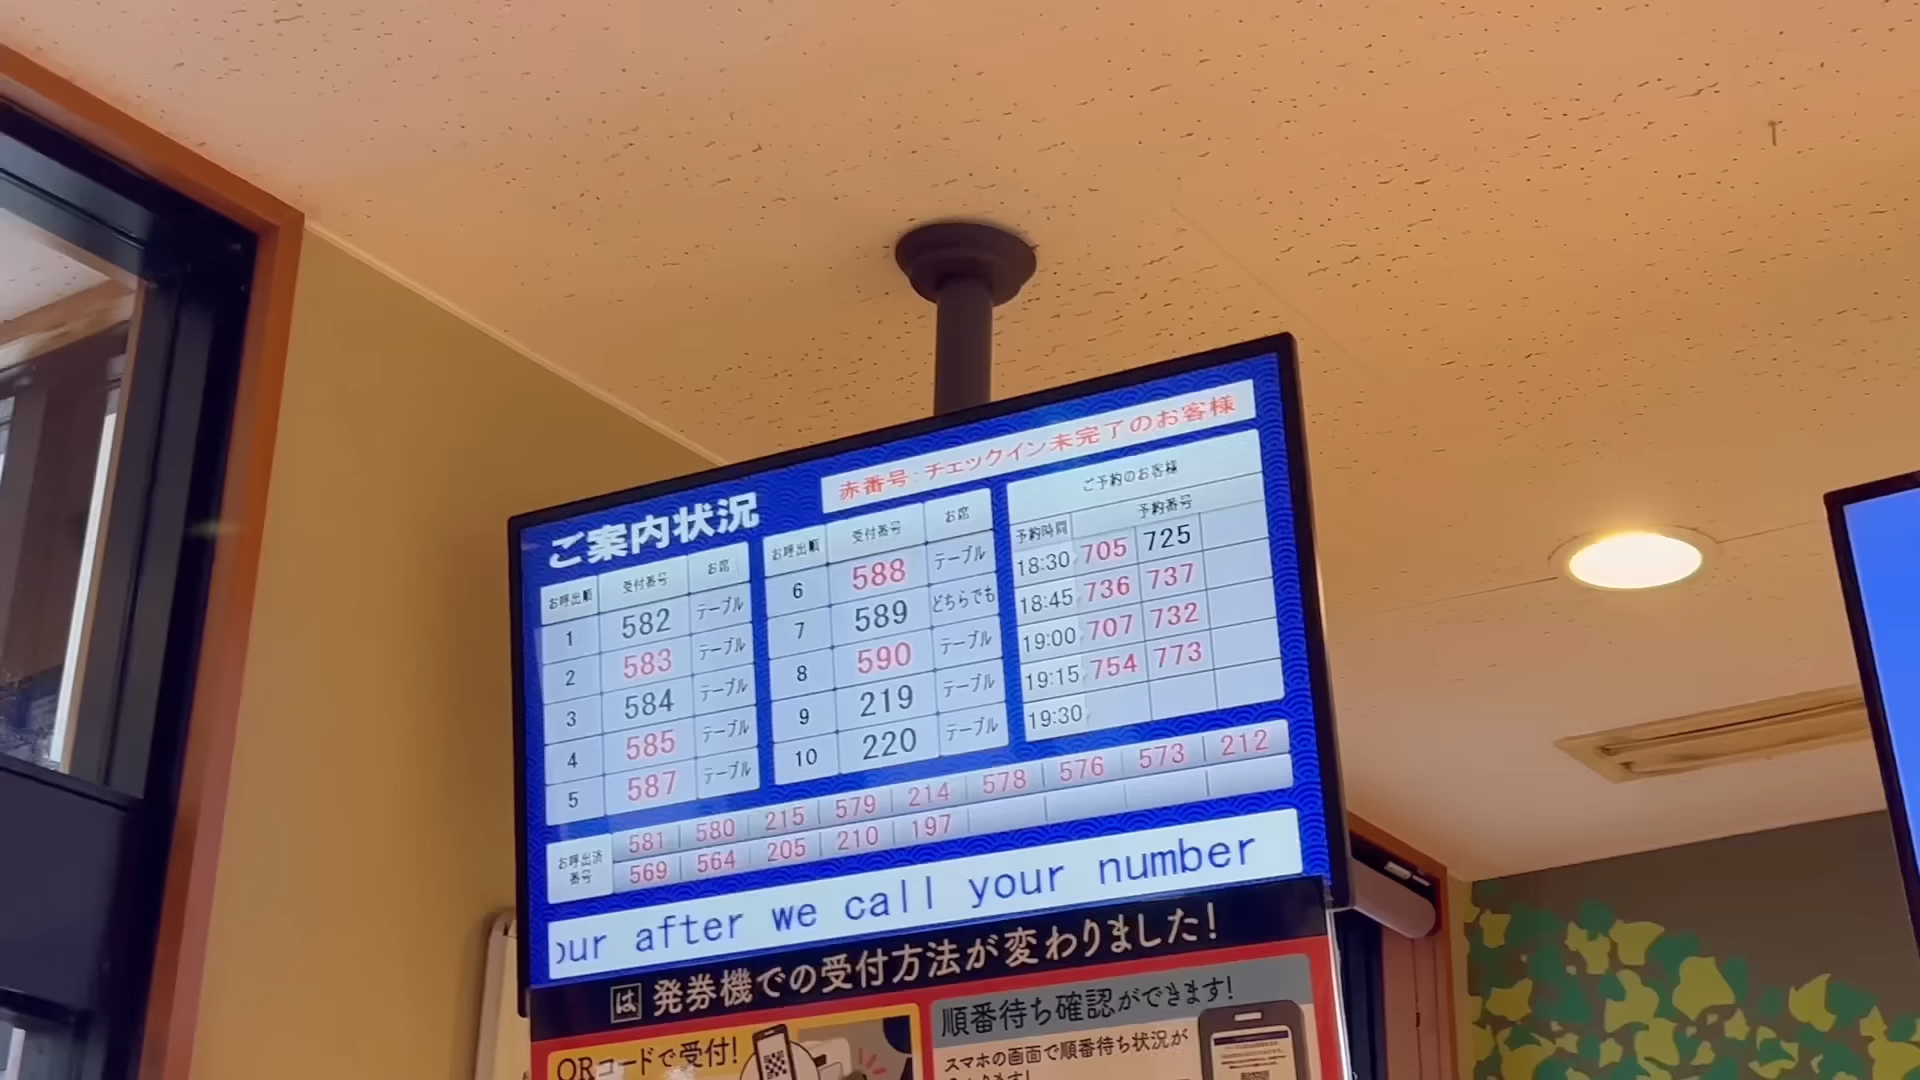 赤番号:チェックイン未完了のお客様
ご案内状況
お呼出順 受付番号 お席
1 582 テーブル
2 583 テーブル
3 584 テーブル
4 585 テーブル
5 587 テーブル
お呼出順 受付番号 お席
6 588 テーブル
7 589 どちらでも
8 590 テーブル
9 219 テーブル
10 220 テーブル
ご予約のお客様
予約時間 予約番号
18:30 705 725
18:45 736 737
19:00 707 732
19:15 754 773
19:30
お呼出済番号
581 580 215 579 214 578 576 573 212
569 564 205 210 197
our after we call your number
は 発券機での受付方法が変わりました!
QRコードで受付!
順番待ち確認ができます!
スマホの画面で順番待ち状況が